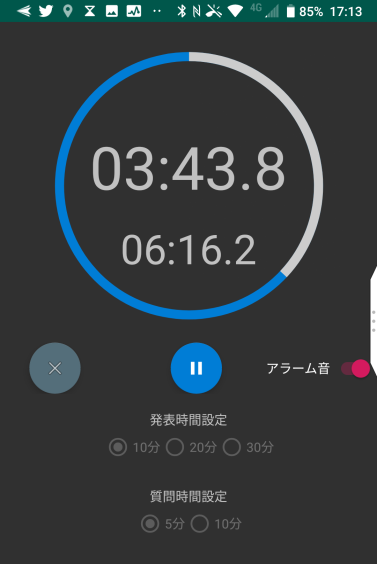 4G 85% 17:13
03:43.8
06:16.2
アラーム音
発表時間設定
10分 20分 30分
質問時間設定
5分 10分